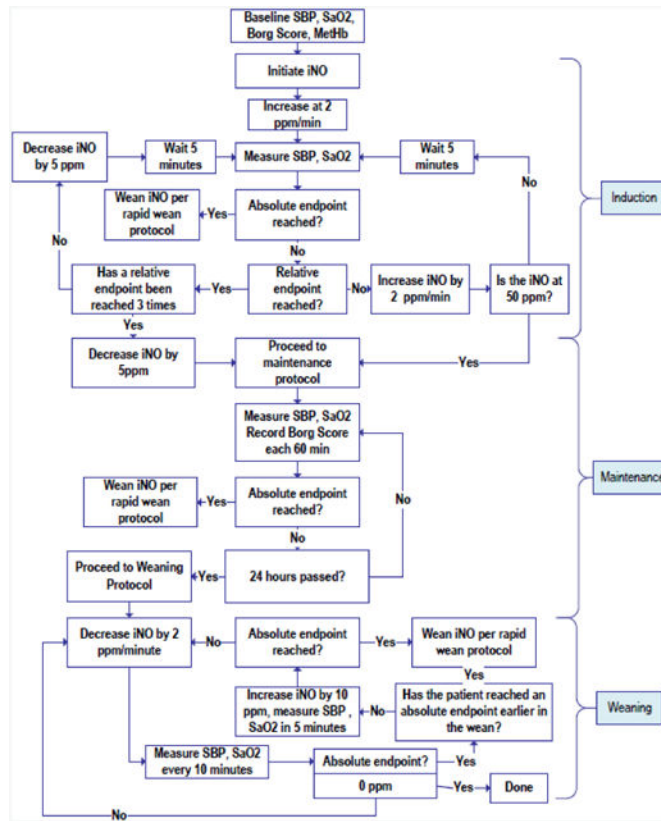 Baseline SBP, SaO2,
Borg Score, MetHb
Initiate iNO
Increase at 2
ppm/min
Decrease iNO
by 5 ppm
Wait 5
minutes
Measure SBP, SaO2
Wait 5
minutes
No
Wean iNO per
rapid wean
protocol
Yes
Absolute endpoint
reached?
Induction
No
No
Has a relative
endpoint been
reached 3 times
Yes
Relative
endpoint
reached?
No
Increase iNO by
2 ppm/min
Is the iNO at
50 ppm?
Yes
Decrease iNO by
5ppm
Proceed to
maintenance
protocol
Yes
Measure SBP, SaO2
Record Borg Score
each 60 min
Wean iNO per
rapid wean
protocol
Yes
Absolute endpoint
reached?
No
Maintenance
No
Proceed to Weaning
Protocol
Yes
24 hours passed?
Decrease iNO by 2
ppm/minute
No
Absolute endpoint
reached?
Yes
Wean iNO per rapid
wean protocol
Yes
Increase iNO by 10
ppm, measure SBP ,
SaO2 in 5 minutes
No
Has the patient reached an
absolute endpoint earlier in
the wean?
Weaning
Measure SBP, SaO2
every 10 minutes
Absolute endpoint?
Yes
0 ppm
Yes
Done
No